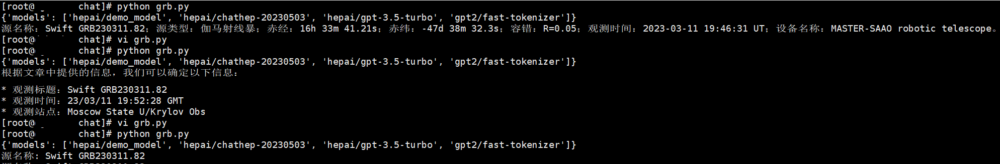 [root@ chat]# python grb.py
{'models': ['hepai/demo_model', 'hepai/chathep-20230503', 'hepai/gpt-3.5-turbo', 'gpt2/fast-tokenizer']}
源名称：Swift GRB230311.82；源类型：伽马射线暴；赤经：16h 33m 41.21s；赤纬：-47d 38m 32.3s；容错：R=0.05；观测时间：2023-03-11 19:46:31 UT；设备名称：MASTER-SAAO robotic telescope。
[root@ chat]# vi grb.py
[root@ chat]# python grb.py
{'models': ['hepai/demo_model', 'hepai/chathep-20230503', 'hepai/gpt-3.5-turbo', 'gpt2/fast-tokenizer']}
根据文章中提供的信息，我们可以确定以下信息：
* 观测标题：Swift GRB230311.82
* 观测时间：23/03/11 19:52:28 GMT
* 观测站点：Moscow State U/Krylov Obs
[root@ chat]# vi grb.py
[root@ chat]# python grb.py
{'models': ['hepai/demo_model', 'hepai/chathep-20230503', 'hepai/gpt-3.5-turbo', 'gpt2/fast-tokenizer']}
源名称: Swift GRB230311.82